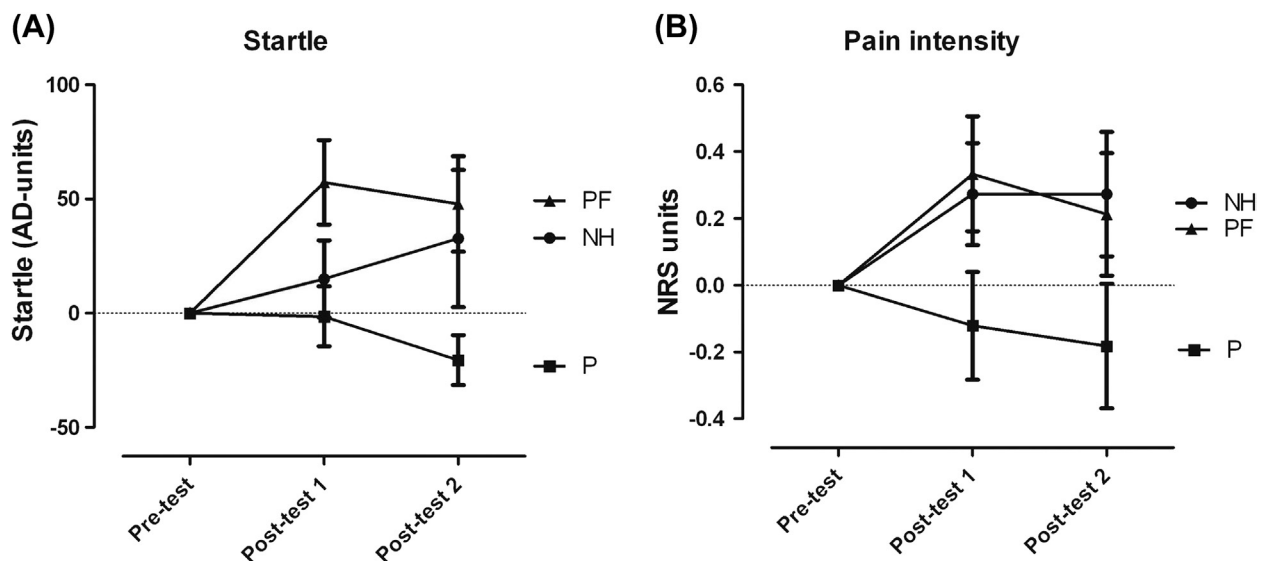 (A)
Startle
Startle (AD-units)
100
50
0
-50
PF
NH
P
Pre-test
Post-test 1
Post-test 2
(B)
Pain intensity
NRS units
0.6
0.4
0.2
0.0
-0.2
-0.4
NH
PF
P
Pre-test
Post-test 1
Post-test 2